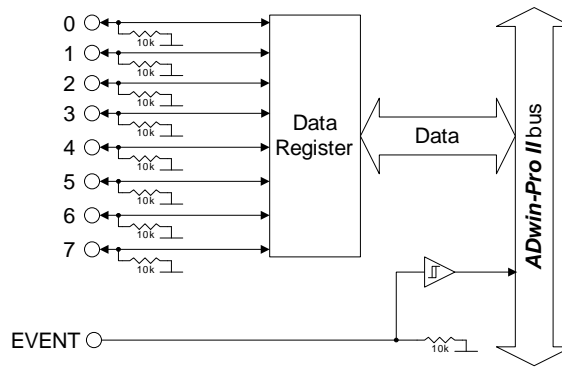 0
10k
1
10k
2
10k
3
10k
4
10k
5
10k
6
10k
7
10k
Data
Register
Data
ADwin-Pro II bus
EVENT
10k